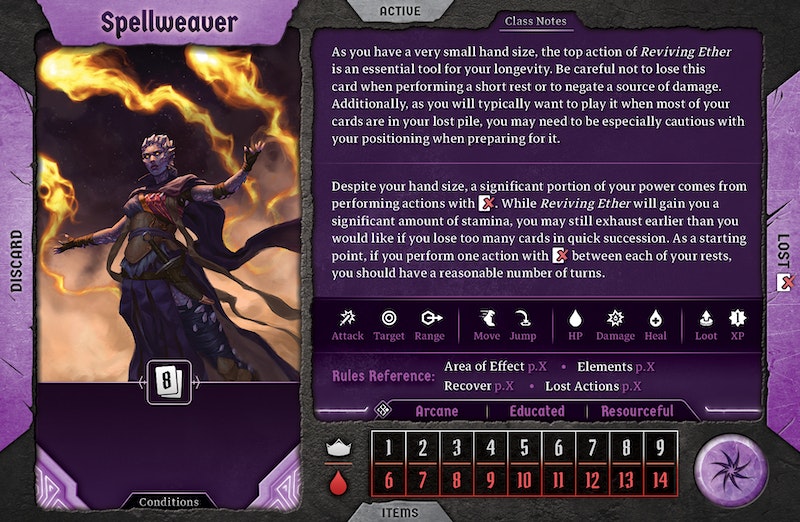 Spellweaver
ACTIVE
Class Notes
As you have a very small hand size, the top action of Reviving Ether
is an essential tool for your longevity. Be careful not to lose this
card when performing a short rest or to negate a source of damage.
Additionally, as you will typically want to play it when most of your
cards are in your lost pile, you may need to be especially cautious with
your positioning when preparing for it.
Despite your hand size, a significant portion of your power comes from
performing actions with . While Reviving Ether will gain you a
significant amount of stamina, you may still exhaust earlier than you
would like if you lose too many cards in quick succession. As a starting
point, if you perform one action with between each of your rests,
you should have a reasonable number of turns.
DISCARD
LOST
Attack Target Range Move Jump HP Damage Heal Loot XP
8
Rules Reference: Area of Effect p.X • Elements p.X
Recover p.X • Lost Actions p.X
Arcane | Educated | Resourceful
1 2 3 4 5 6 7 8 9
6 7 8 9 10 11 12 13 14
Conditions
ITEMS